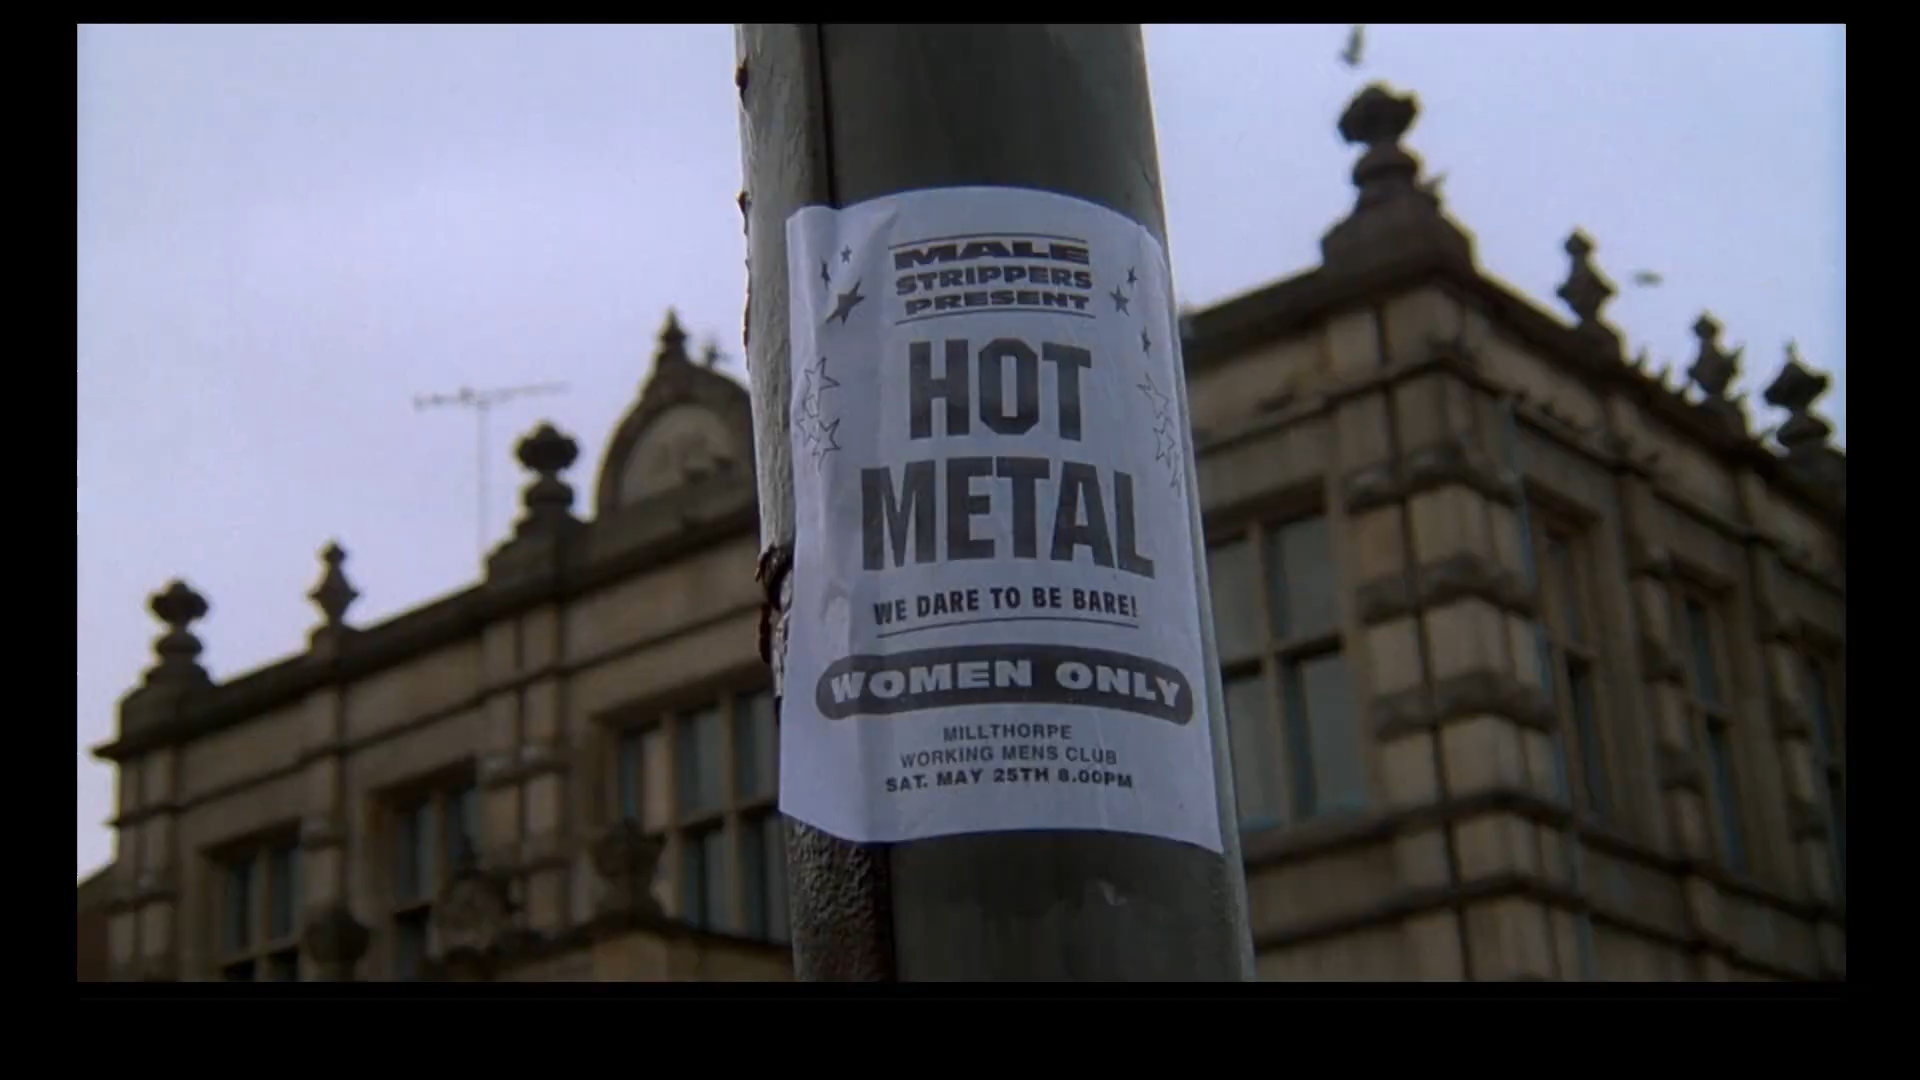 MALE
STRIPPERS
PRESENT
HOT
METAL
WE DARE TO BE BARE!
WOMEN ONLY
MILLTHORPE
WORKING MENS CLUB
SAT. MAY 25TH 8.00PM